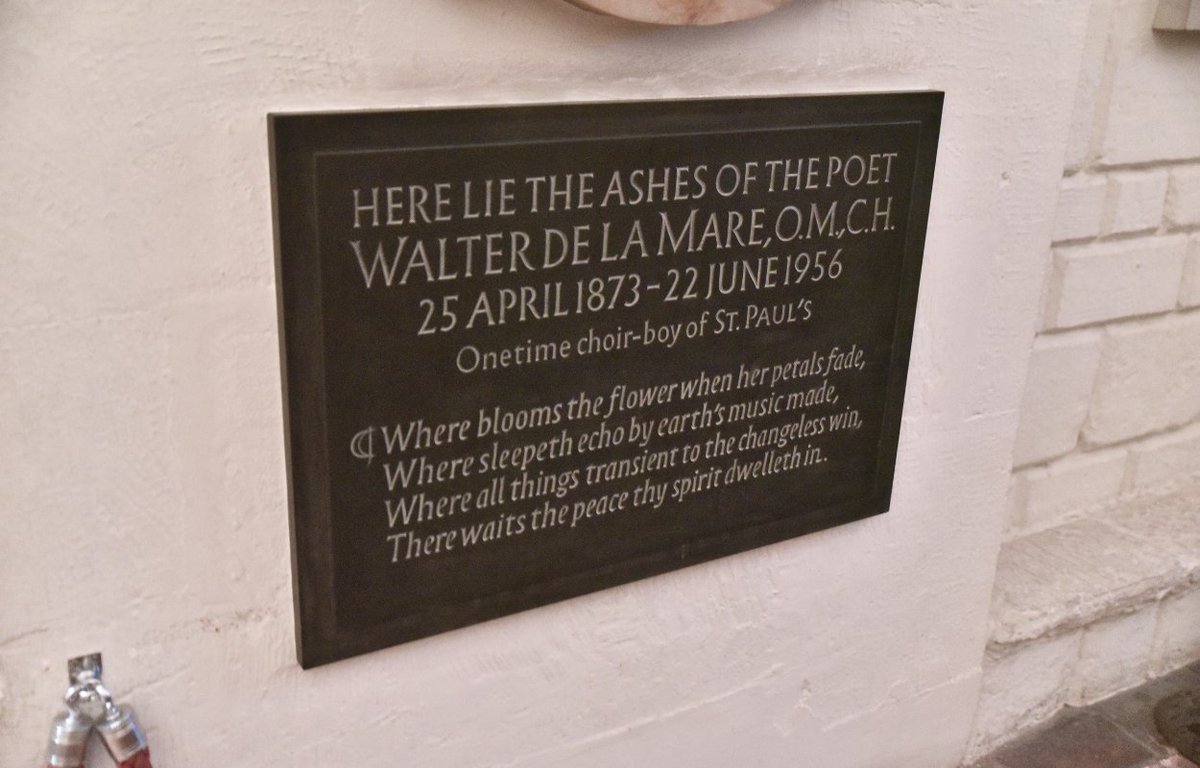 HERE LIE THE ASHES OF THE POET
WALTER DE LA MARE, O.M., C.H.
25 APRIL 1873 - 22 JUNE 1956
Onetime choir-boy of ST. PAUL'S
¶ Where blooms the flower when her petals fade,
Where sleepeth echo by earth's music made,
Where all things transient to the changeless win,
There waits the peace thy spirit dwelleth in.